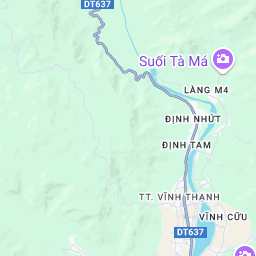 DT637
Suối Tà Má
LÀNG M4
ĐỊNH NHỨT
ĐỊNH TAM
TT. VĨNH THẠNH
VĨNH CỬU
DT637